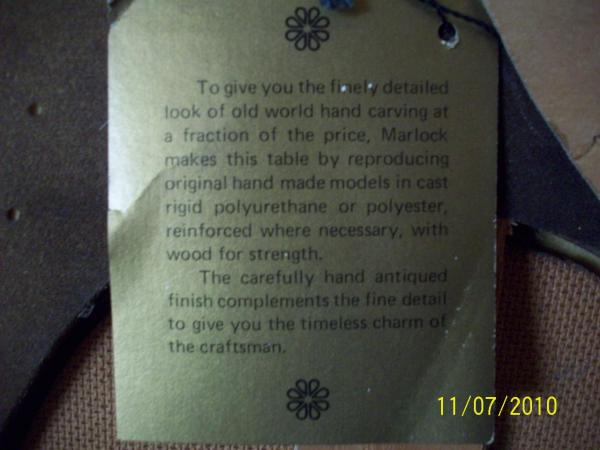 To give you the finely detailed
look of old world hand carving at
a fraction of the price, Marlock
makes this table by reproducing
original hand made models in cast
rigid polyurethane or polyester,
reinforced where necessary, with
wood for strength.
The carefully hand antiqued
finish complements the fine detail
to give you the timeless charm of
the craftsman.
11/07/2010